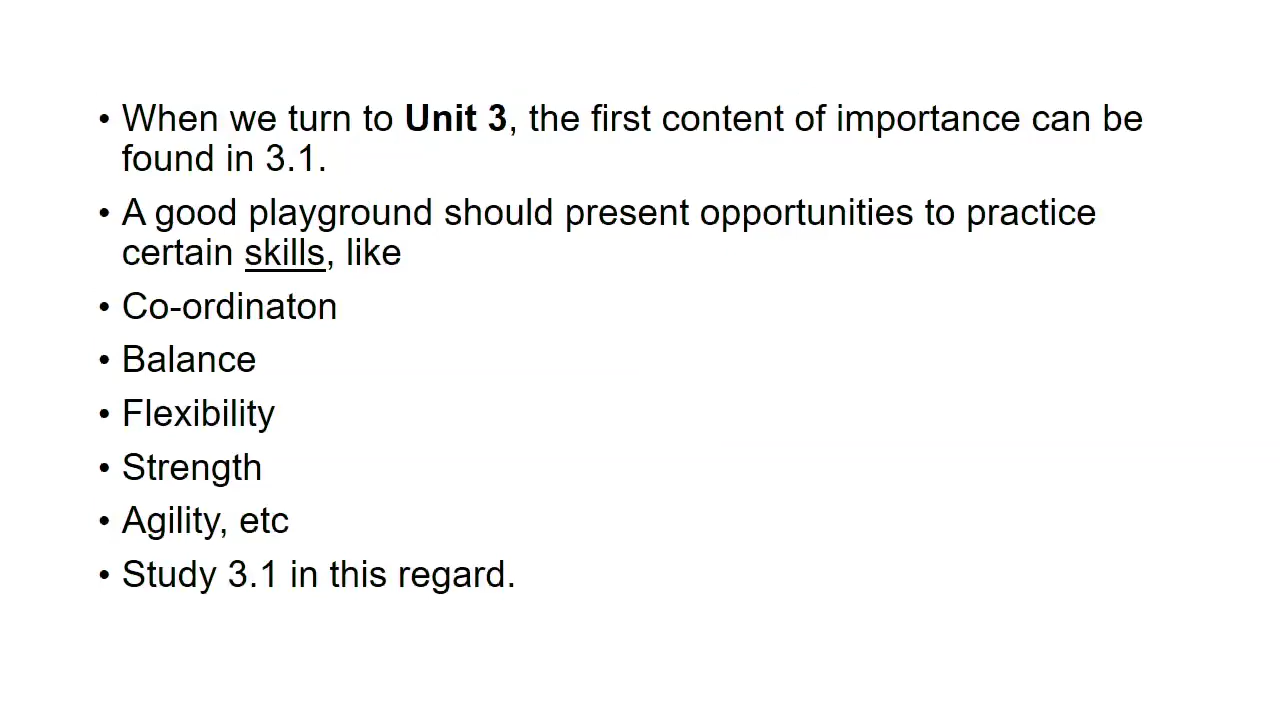 • When we turn to Unit 3, the first content of importance can be
found in 3.1.
• A good playground should present opportunities to practice
certain skills, like
• Co-ordinaton
• Balance
• Flexibility
• Strength
• Agility, etc
• Study 3.1 in this regard.